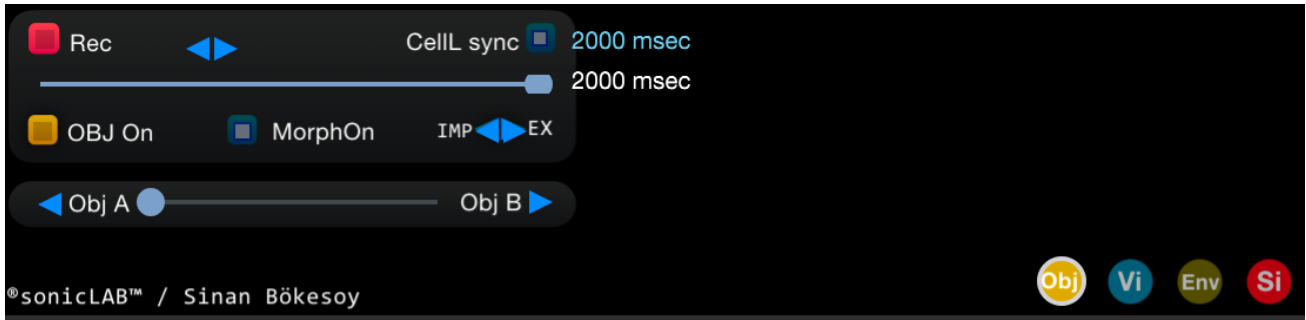 Rec CellL sync 2000 msec
2000 msec
OBJ On MorphOn IMP EX
Obj A Obj B
Obj Vi Env Si
®sonicLAB™ / Sinan Bökesoy